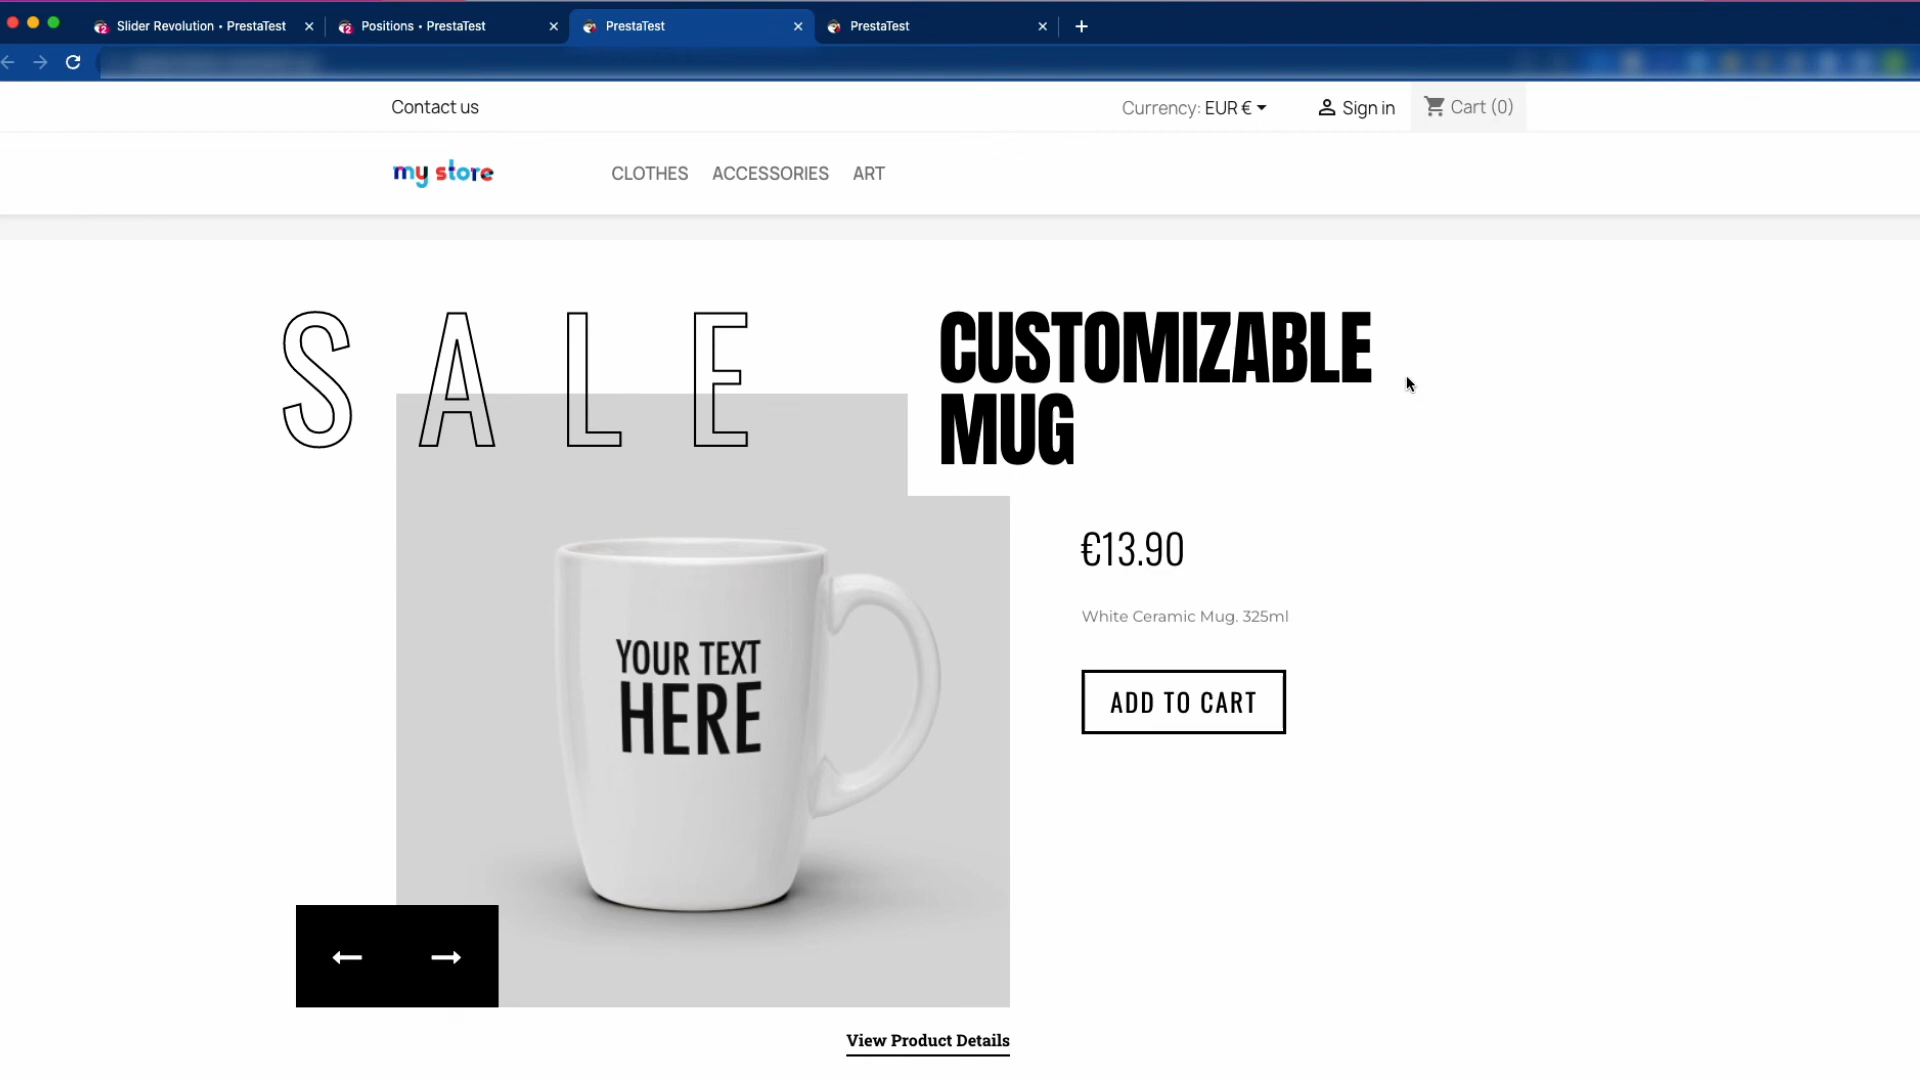 Slider Revolution • PrestaTest
Positions • PrestaTest
PrestaTest
PrestaTest
Contact us
Currency: EUR €
Sign in
Cart (0)
my store
CLOTHES
ACCESSORIES
ART
SALE
CUSTOMIZABLE
MUG
€13.90
White Ceramic Mug. 325ml
ADD TO CART
YOUR TEXT
HERE
View Product Details